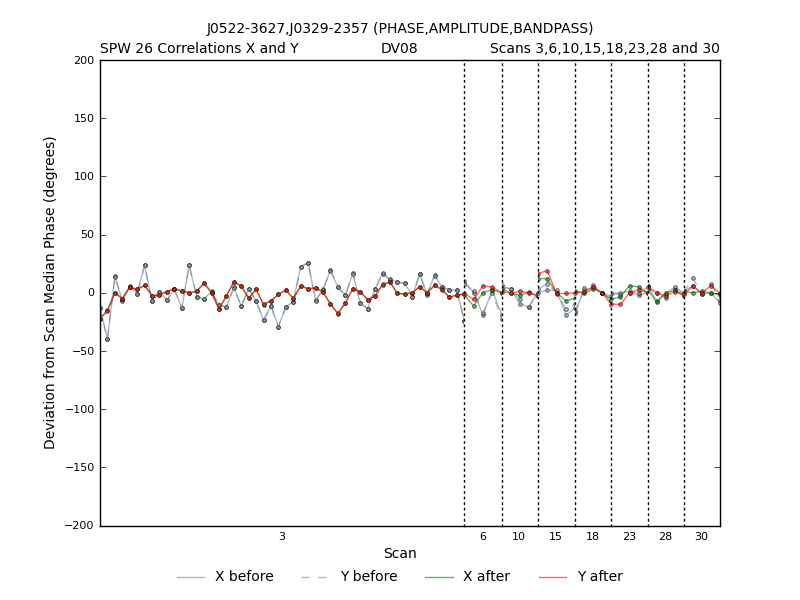 J0522-3627,J0329-2357 (PHASE,AMPLITUDE,BANDPASS)
SPW 26 Correlations X and Y DV08 Scans 3,6,10,15,18,23,28 and 30
200
150
100
50
0
−50
−100
−150
−200
Deviation from Scan Median Phase (degrees)
3 6 10 15 18 23 28 30
Scan
X before Y before X after Y after